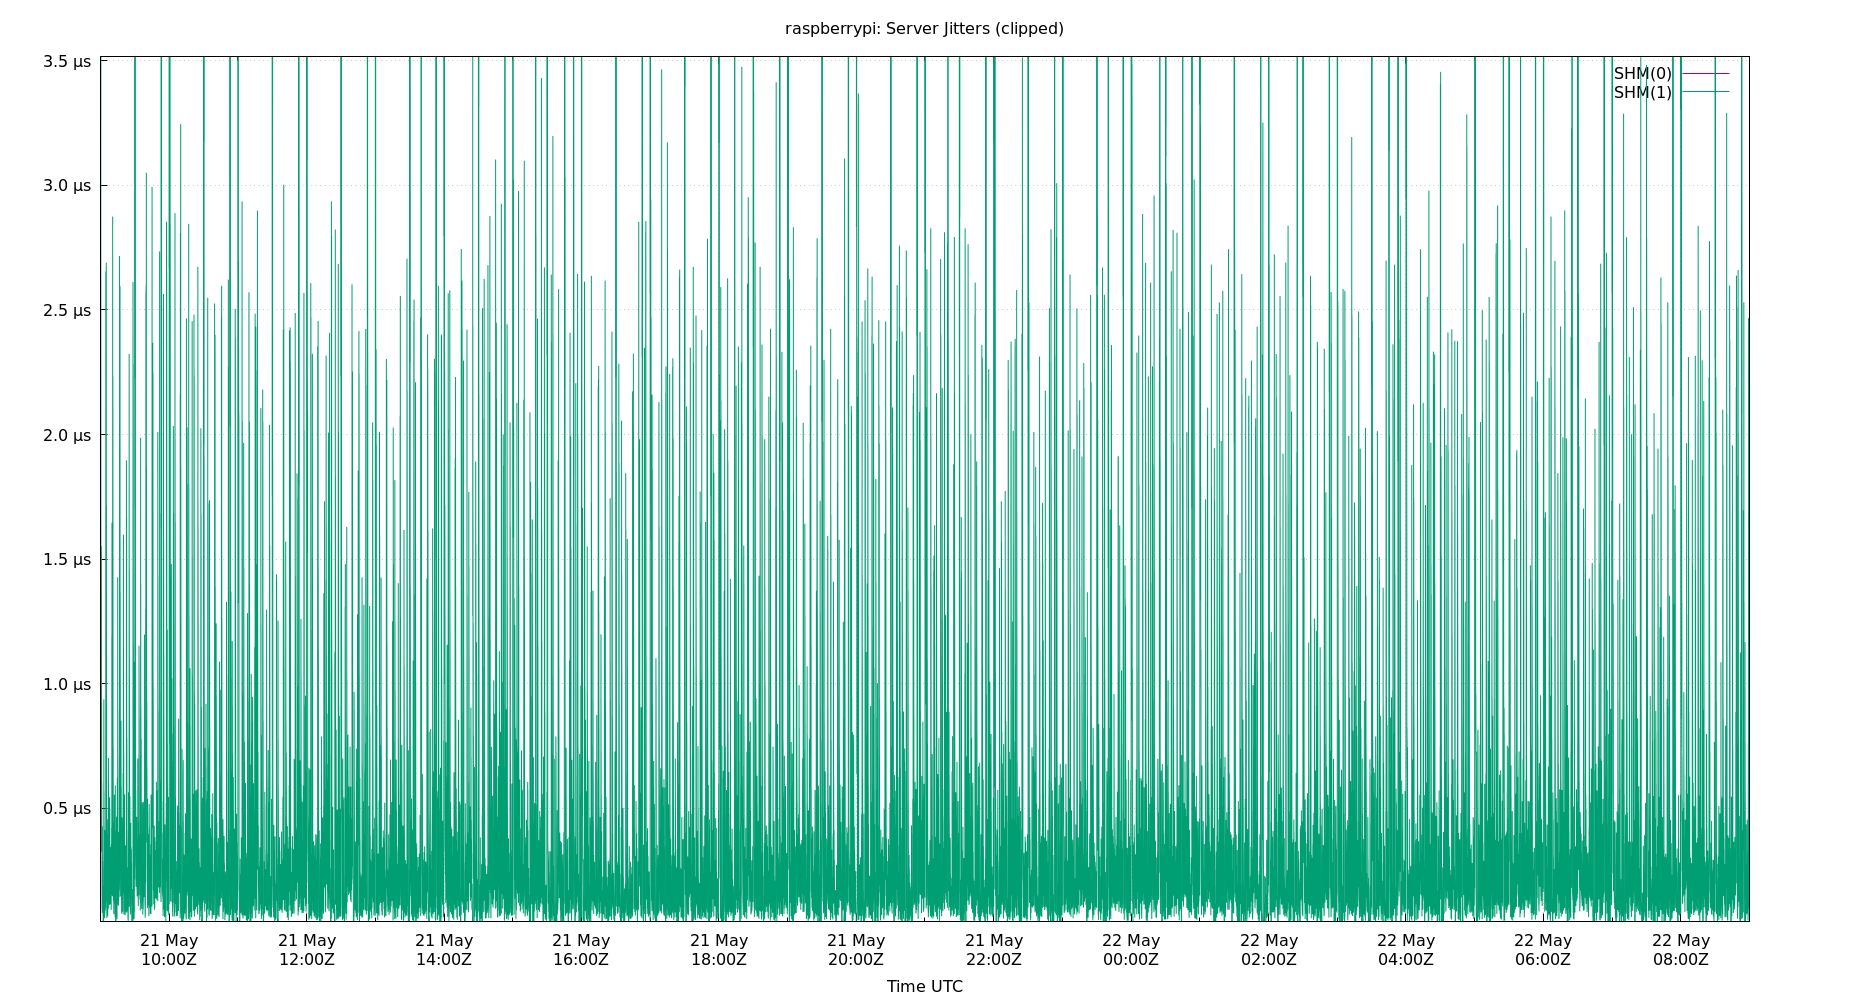 raspberrypi: Server Jitters (clipped)
3.5 µs
3.0 µs
2.5 µs
2.0 µs
1.5 µs
1.0 µs
0.5 µs
SHM(0)
SHM(1)
21 May 21 May 21 May 21 May 21 May 21 May 21 May 22 May 22 May 22 May 22 May 22 May
10:00Z 12:00Z 14:00Z 16:00Z 18:00Z 20:00Z 22:00Z 00:00Z 02:00Z 04:00Z 06:00Z 08:00Z
Time UTC